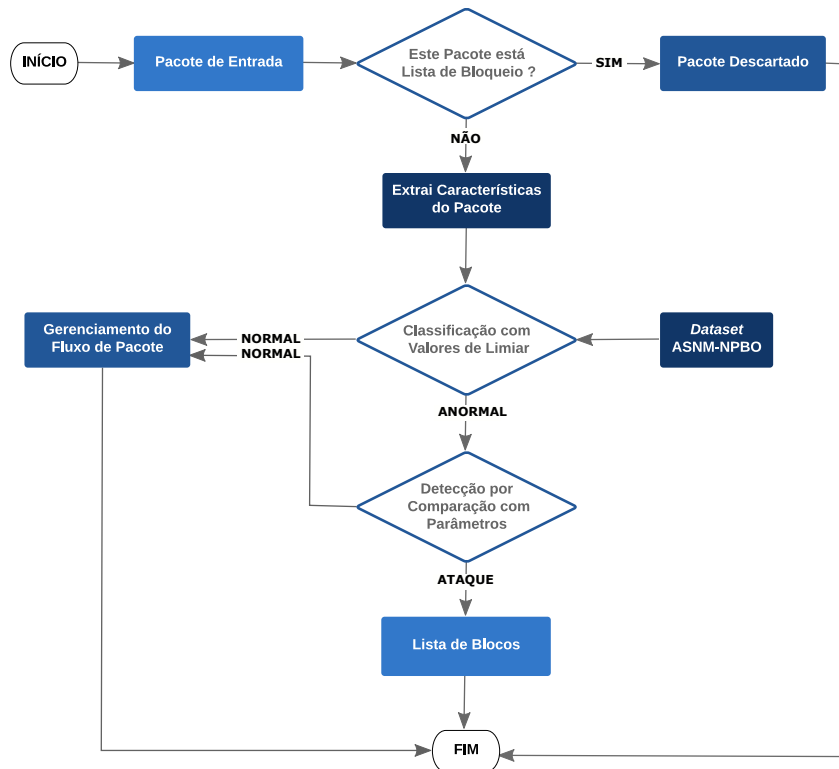 INÍCIO
Pacote de Entrada
Este Pacote está
Lista de Bloqueio ?
SIM
Pacote Descartado
NÃO
Extrai Características
do Pacote
Gerenciamento do
Fluxo de Pacote
NORMAL
NORMAL
Classificação com
Valores de Limiar
Dataset
ASNM-NPBO
ANORMAL
Detecção por
Comparação com
Parâmetros
ATAQUE
Lista de Blocos
FIM